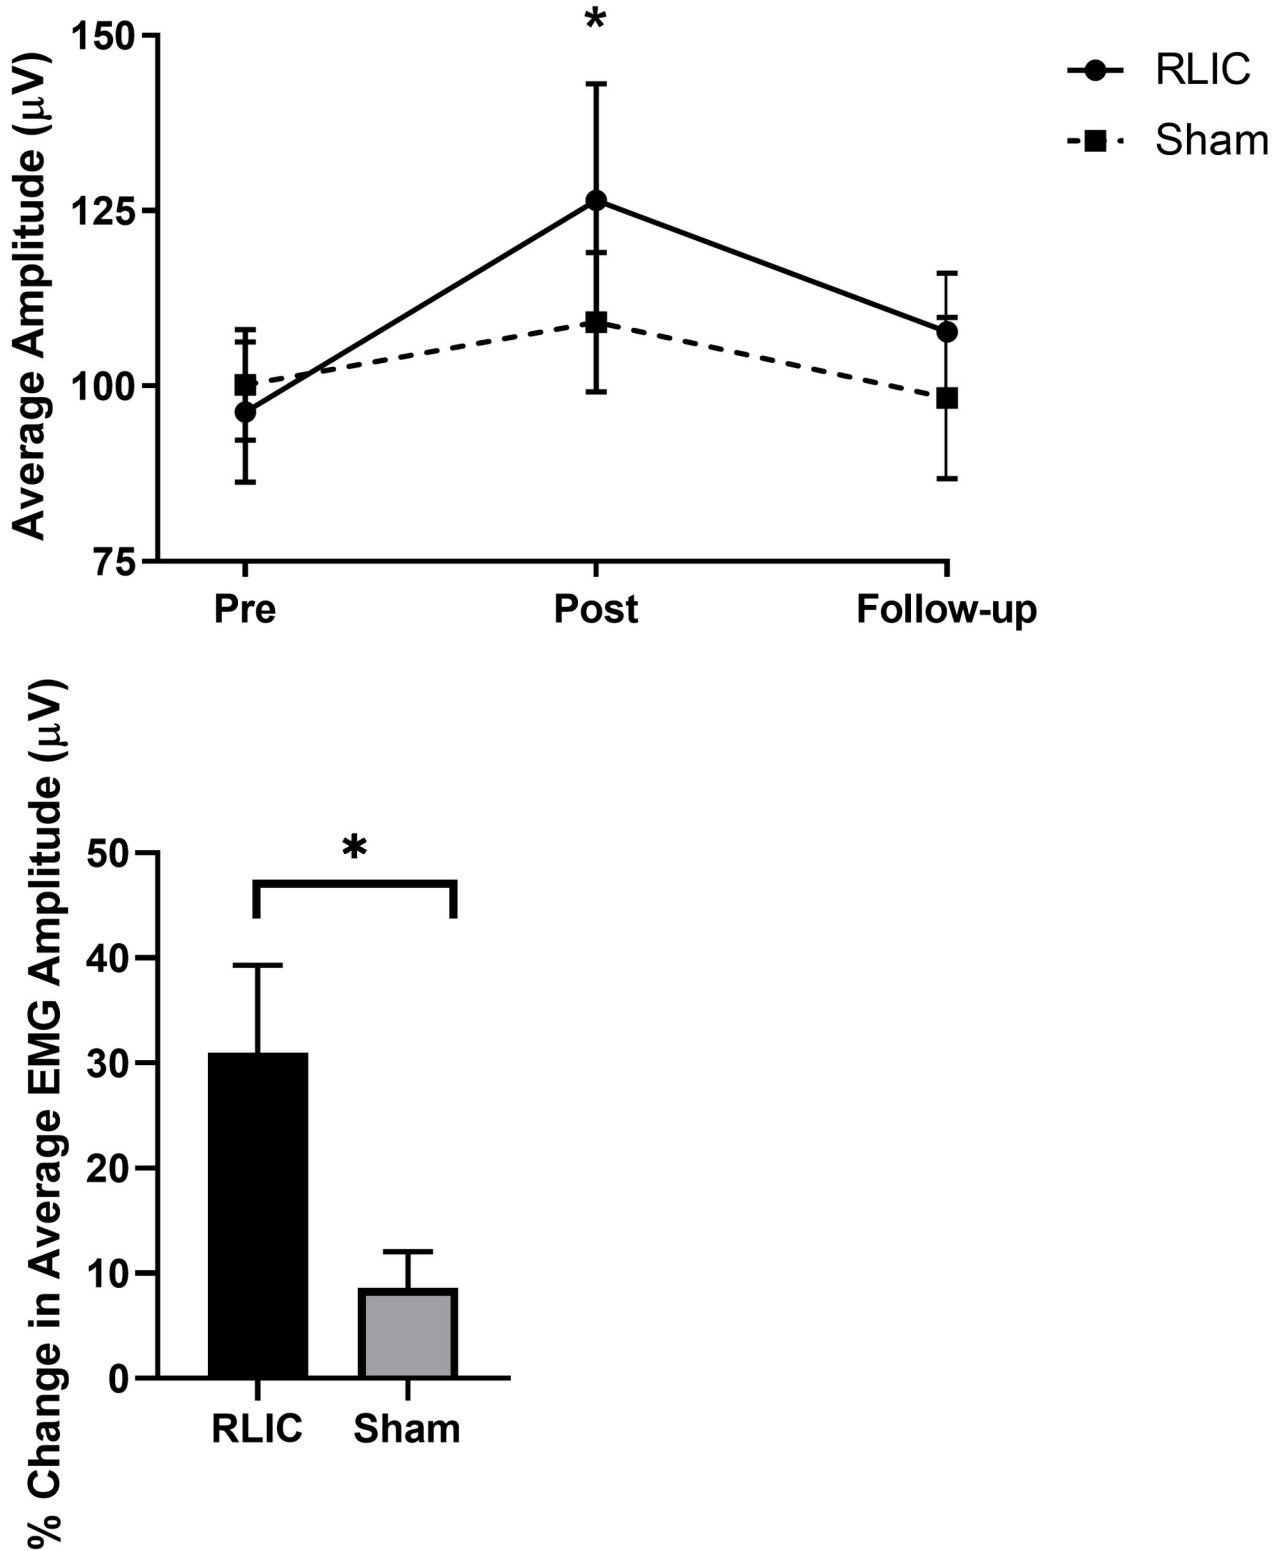 *
150
125
100
75
Average Amplitude (μV)
RLIC
Sham
Pre Post Follow-up
% Change in Average EMG Amplitude (μV)
*
50
40
30
20
10
0
RLIC Sham